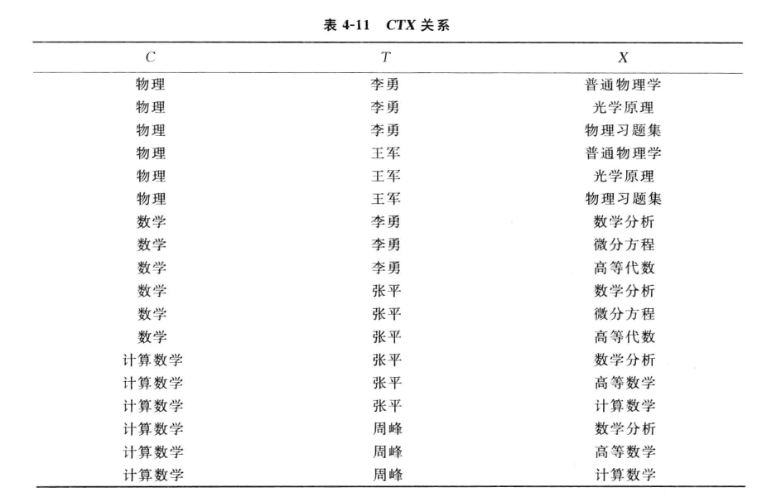 表 4-11 CTX 关系
C T X
物理 李勇 普通物理学
物理 李勇 光学原理
物理 李勇 物理习题集
物理 王军 普通物理学
物理 王军 光学原理
物理 王军 物理习题集
数学 李勇 数学分析
数学 李勇 微分方程
数学 李勇 高等代数
数学 张平 数学分析
数学 张平 微分方程
数学 张平 高等代数
计算数学 张平 数学分析
计算数学 张平 高等数学
计算数学 张平 计算数学
计算数学 周峰 数学分析
计算数学 周峰 高等数学
计算数学 周峰 计算数学